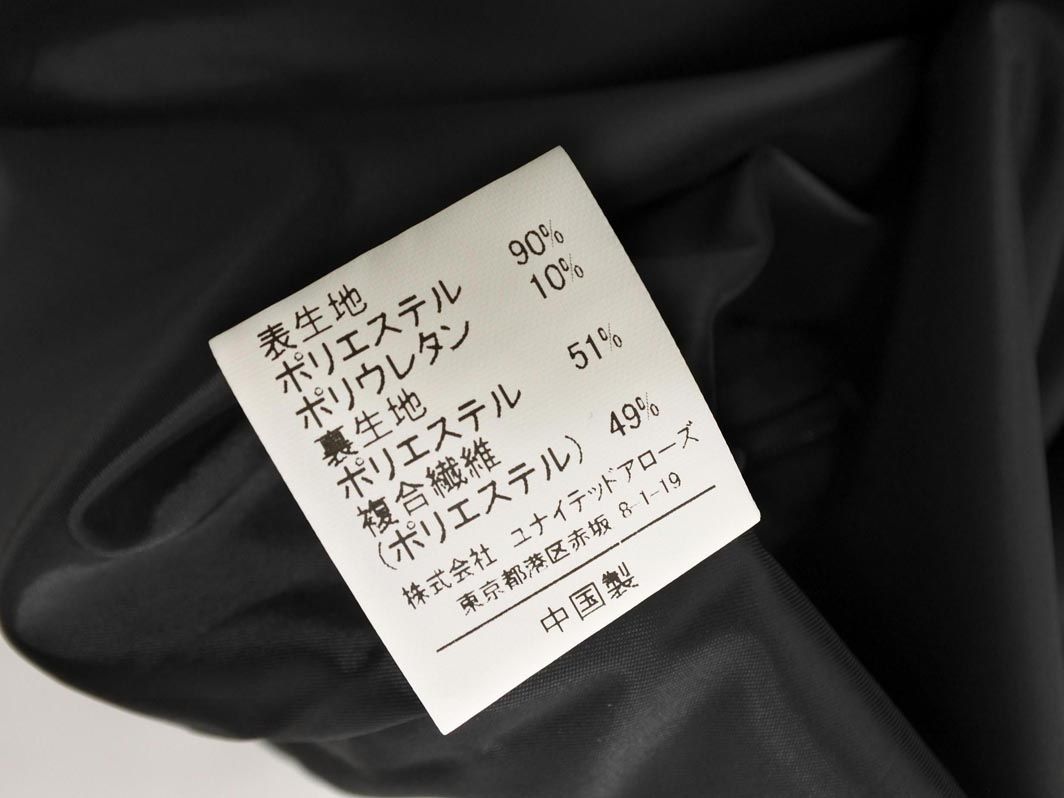 表生地
ポリエステル 90%
ポリウレタン 10%
裏生地
ポリエステル 51%
複合繊維
(ポリエステル) 49%
株式会社 ユナイテッドアローズ
東京都港区赤坂 8-1-19
中国製